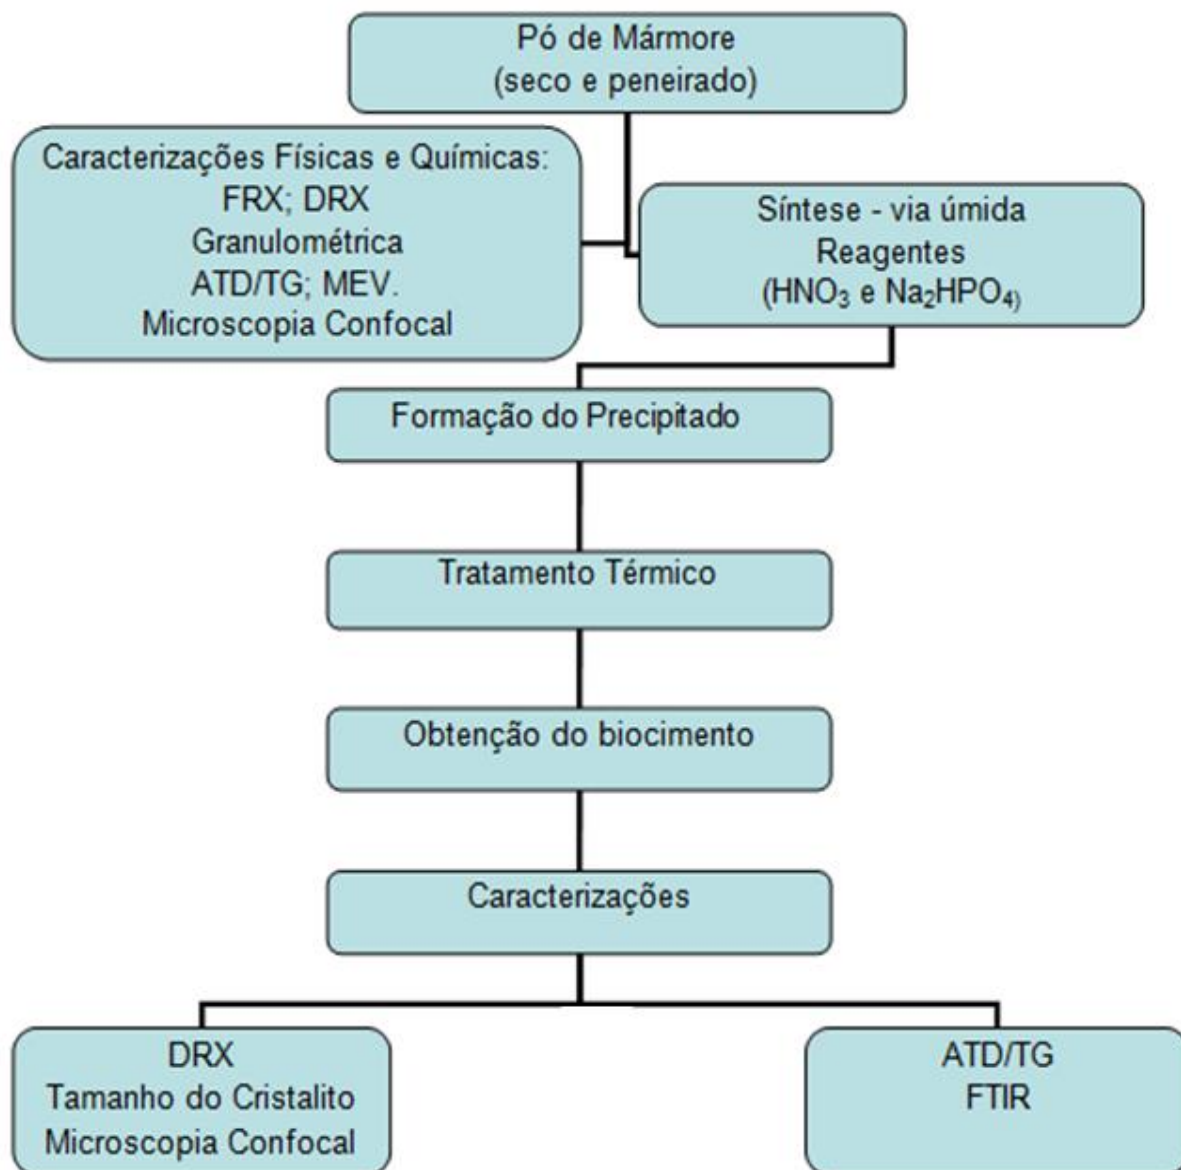 Pó de Mármore
(seco e peneirado)
Caracterizações Físicas e Químicas:
FRX; DRX
Granulométrica
ATD/TG; MEV.
Microscopia Confocal
Síntese - via úmida
Reagentes
(HNO₃ e Na₂HPO₄₎
Formação do Precipitado
Tratamento Térmico
Obtenção do biocimento
Caracterizações
DRX
Tamanho do Cristalito
Microscopia Confocal
ATD/TG
FTIR